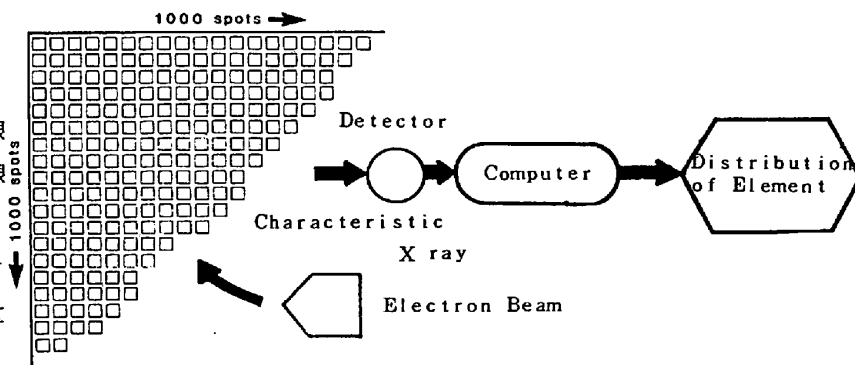 1000 spots
1000 spots
Detector
Computer
Distribution
of Element
Characteristic
X ray
Electron Beam